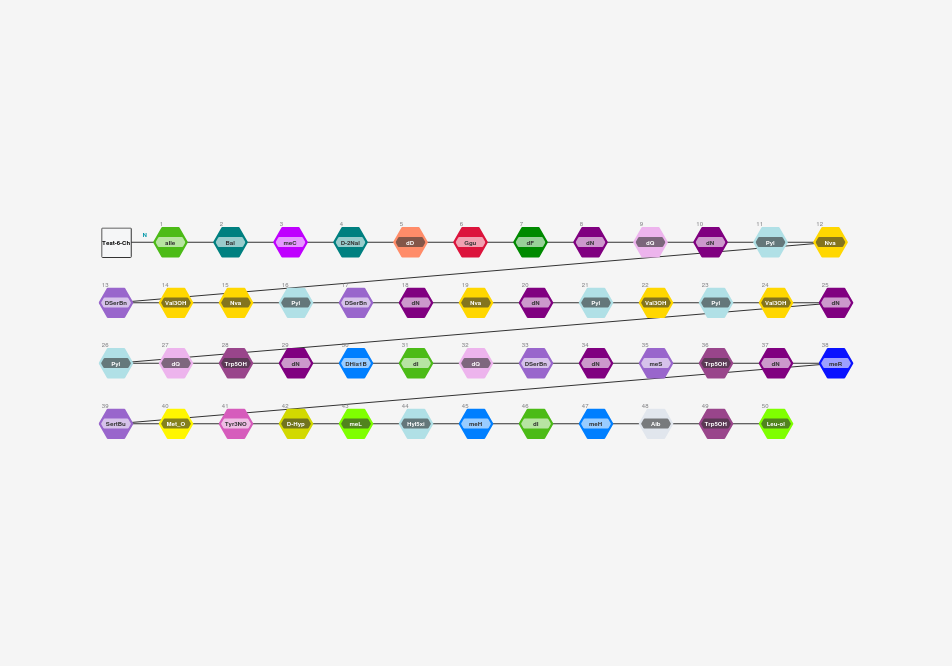 1 2 3 4 5 6 7 8 9 10 11 12
N
aIle Bal meC D-2Nal dD Ggu dF dN dQ dN Pyl Nva
13 14 15 16 17 18 19 20 21 22 23 24 25
DSerBn Val3OH Nva Pyl DSerBn dN Nva dN Pyl Val3OH Pyl Val3OH dN
26 27 28 29 30 31 32 33 34 35 36 37 38
Pyl dQ Trp5OH dN DHis1B dI dQ DSerBn dN meS Trp5OH dN meR
39 40 41 42 43 44 45 46 47 48 49 50
SertBu Met_O Tyr3NO D-Hyp meL meH dI meH Aib Trp5OH Leu-ol